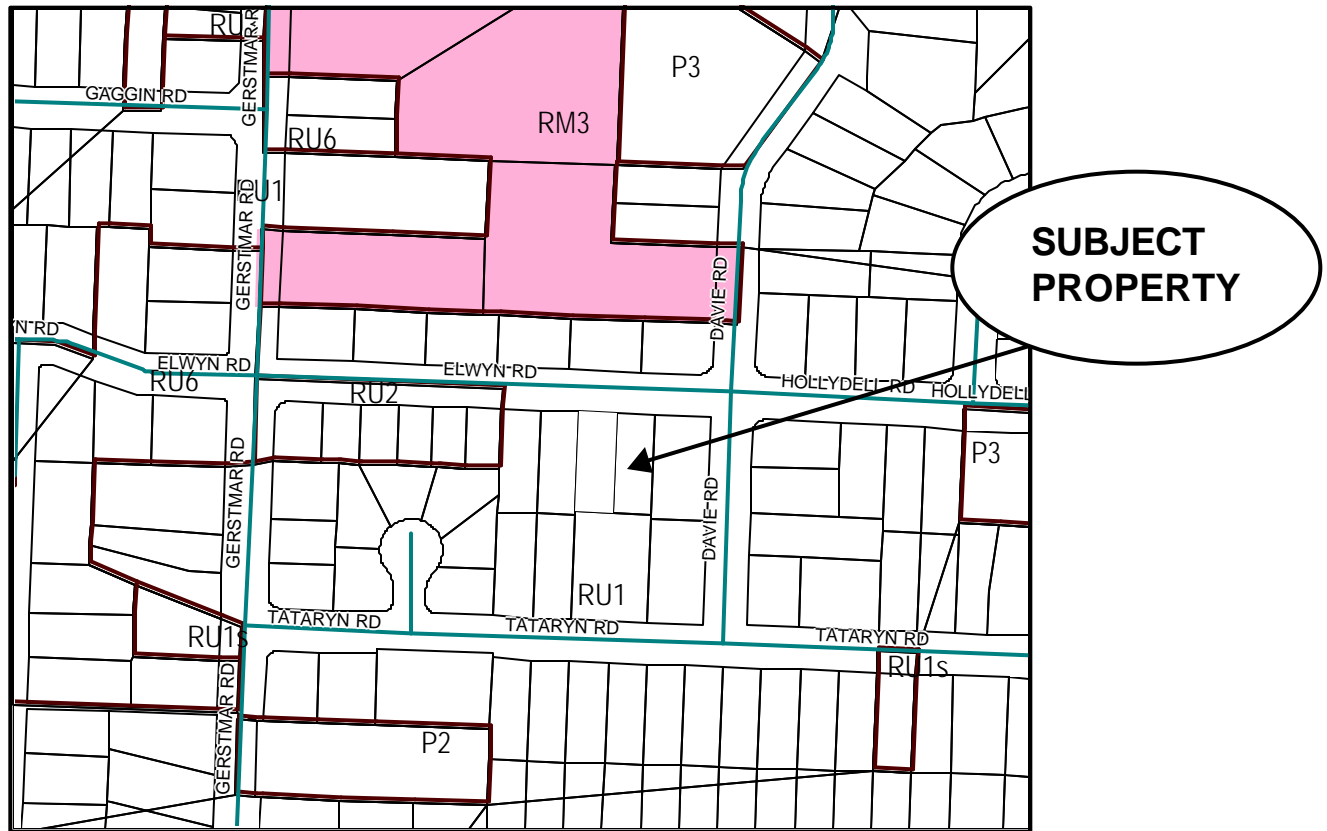 RU
GERSTMAR R
P3
GAGGIN RD
RM3
RU6
RU1
GERSTMAR RD
SUBJECT
PROPERTY
DAVIE RD
N RD
ELWYN RD
ELWYN RD
RU6
RU2
HOLLYDELL RD
HOLLYDELL
P3
GERSTMAR RD
DAVIE RD
RU1
TATARYN RD
TATARYN RD
TATARYN RD
RU1s
RU1s
GERSTMAR RD
P2